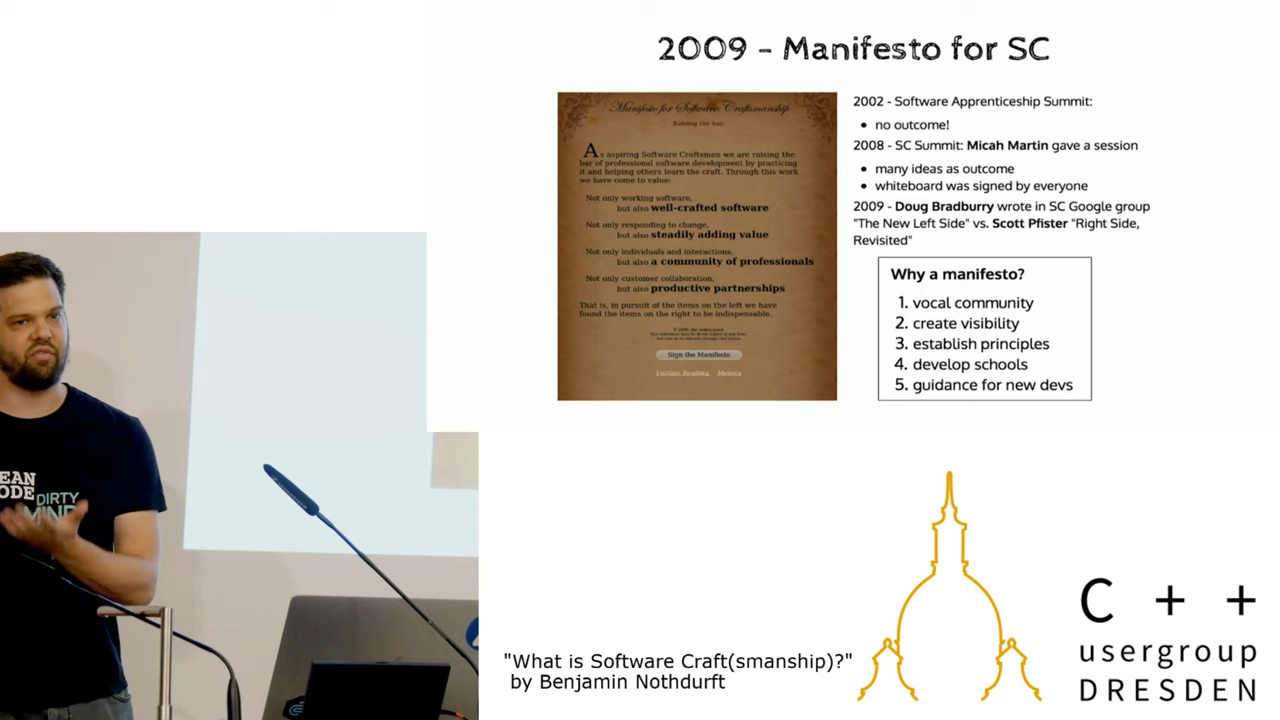 2009 - Manifesto for SC
Manifesto for Software Craftsmanship
Raising the bar.
As aspiring Software Craftsmen we are raising the
bar of professional software development by practicing
it and helping others learn the craft. Through this work
we have come to value:
Not only working software,
but also well-crafted software
Not only responding to change,
but also steadily adding value
Not only individuals and interactions,
but also a community of professionals
Not only customer collaboration,
but also productive partnerships
That is, in pursuit of the items on the left we have
found the items on the right to be indispensable.
© 2009, the undersigned.
Sign the Manifesto
Further Reading Metrics
2002 - Software Apprenticeship Summit:
• no outcome!
2008 - SC Summit: Micah Martin gave a session
• many ideas as outcome
• whiteboard was signed by everyone
2009 - Doug Bradburry wrote in SC Google group
"The New Left Side" vs. Scott Pfister "Right Side,
Revisited"
Why a manifesto?
1. vocal community
2. create visibility
3. establish principles
4. develop schools
5. guidance for new devs
EAN
ODE
DIRTY
MIND
"What is Software Craft(smanship)?"
by Benjamin Nothdurft
C + +
usergroup
DRESDEN